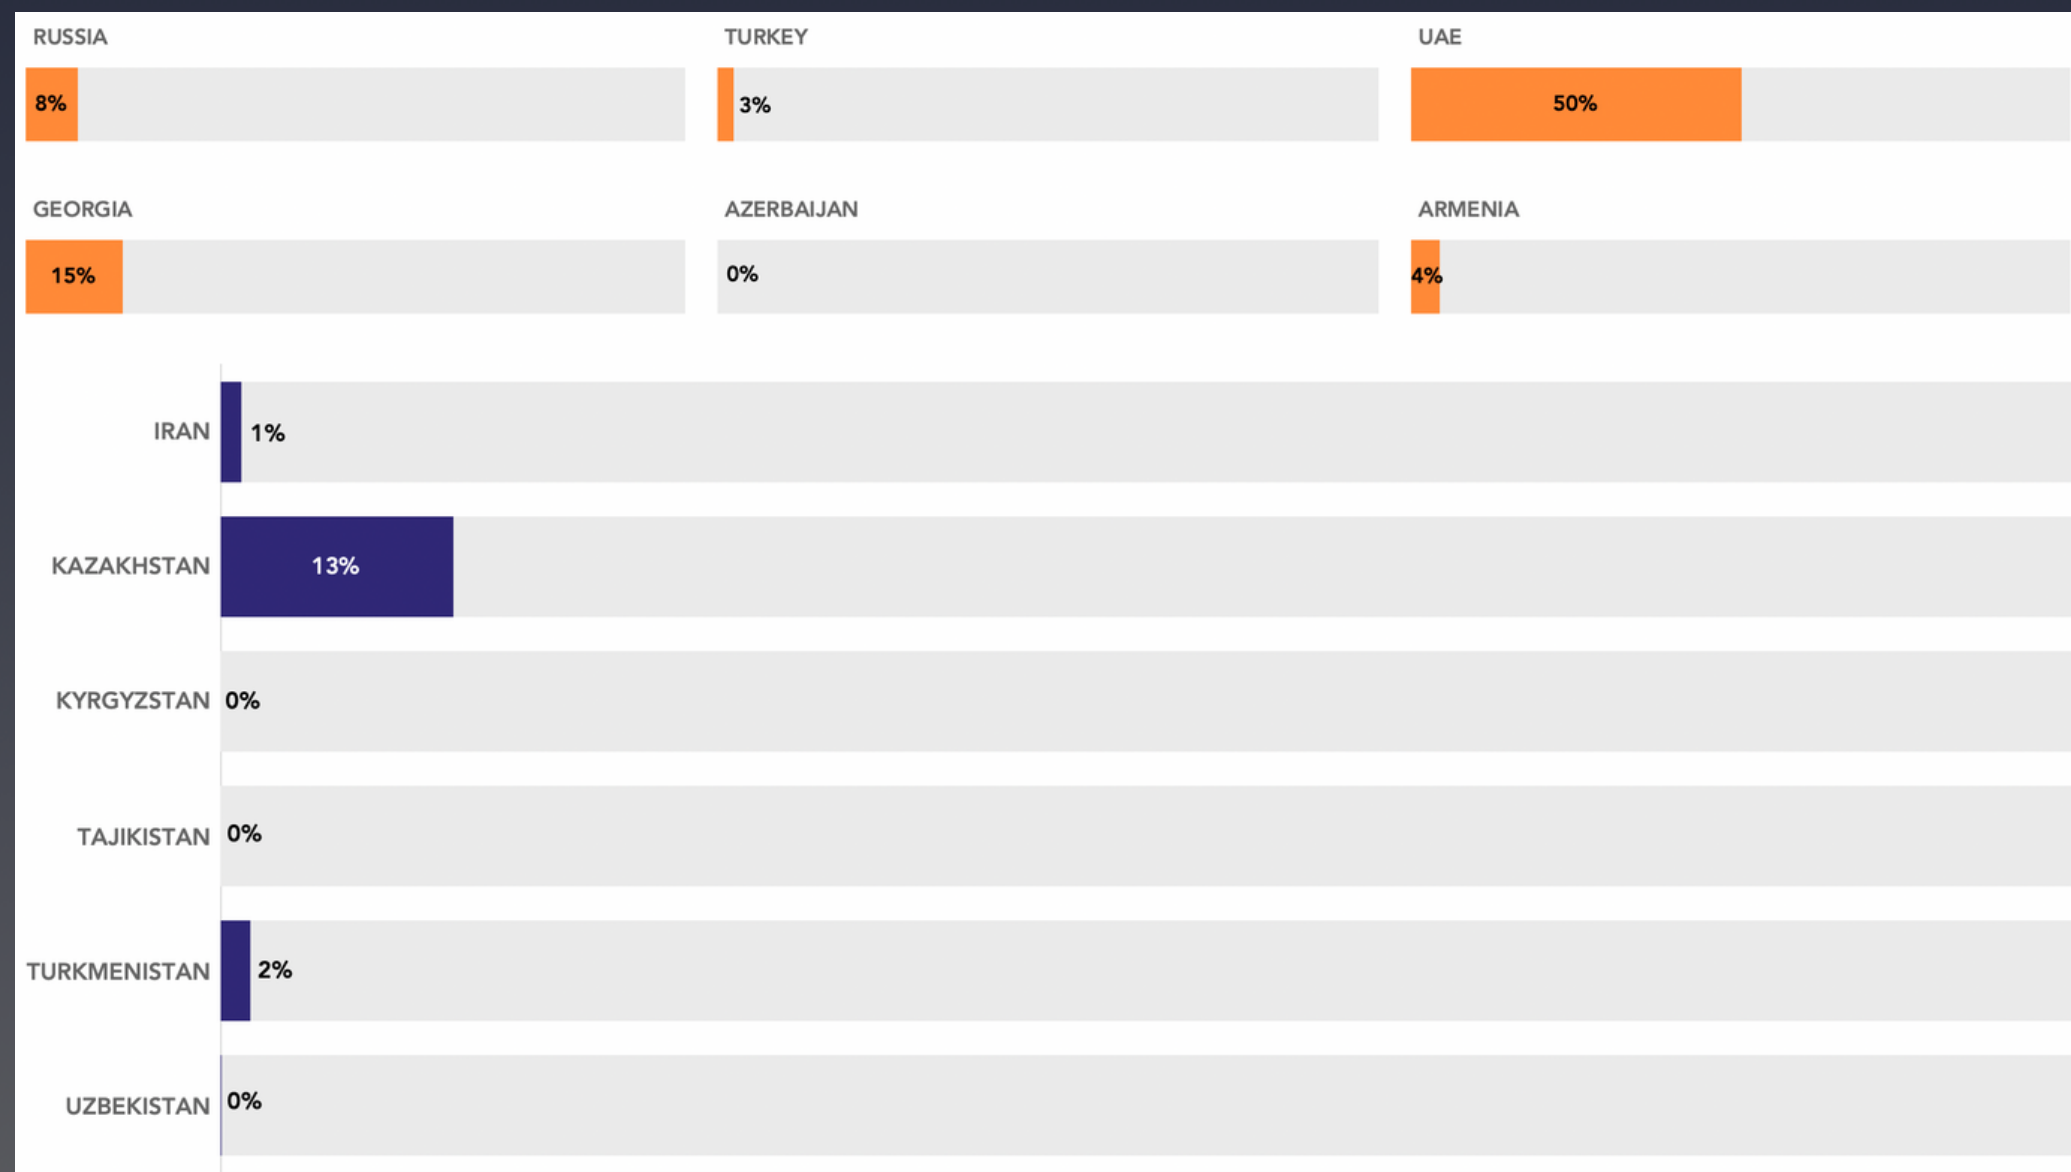 RUSSIA
TURKEY
UAE
8%
3%
50%
GEORGIA
AZERBAIJAN
ARMENIA
15%
0%
4%
IRAN 1%
KAZAKHSTAN 13%
KYRGYZSTAN 0%
TAJIKISTAN 0%
TURKMENISTAN 2%
UZBEKISTAN 0%